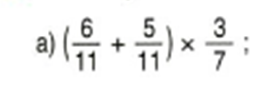 a) (6/11 + 5/11) × 3/7 ;